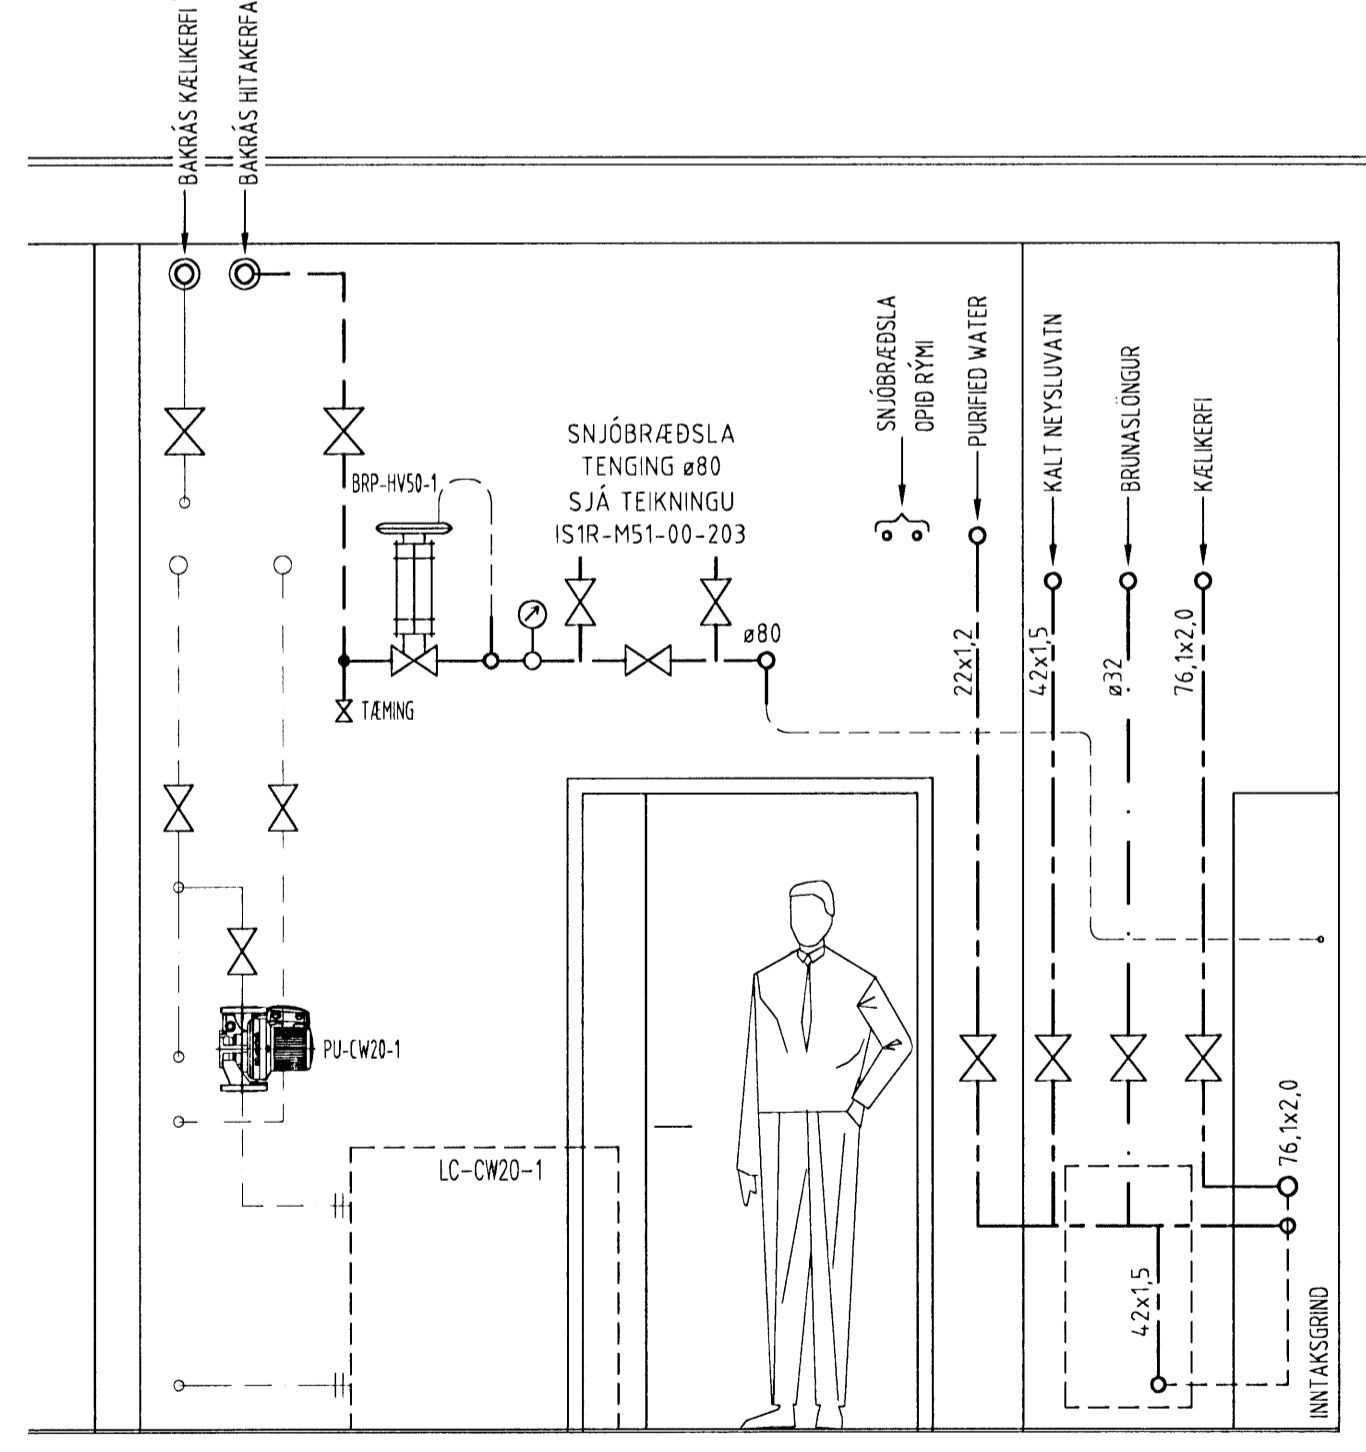 BAKRÁS KÆLIKERFI
BAKRÁS HITAKERFA
SNJÓBRÆÐSLA
OPIÐ RÝMI
PURIFIED WATER
KALT NEYSLUVATN
BRUNASLÖNGUR
KÆLIKERFI
SNJÓBRÆÐSLA
TENGING ø80
SJÁ TEIKNINGU
IS1R-M51-00-203
BRP-HV50-1
ø80
22x1,2
42x1,5
ø32
76,1x2,0
TÆMING
PU-CW20-1
LC-CW20-1
76,1x2,0
42x1,5
INNTAKSGRIND